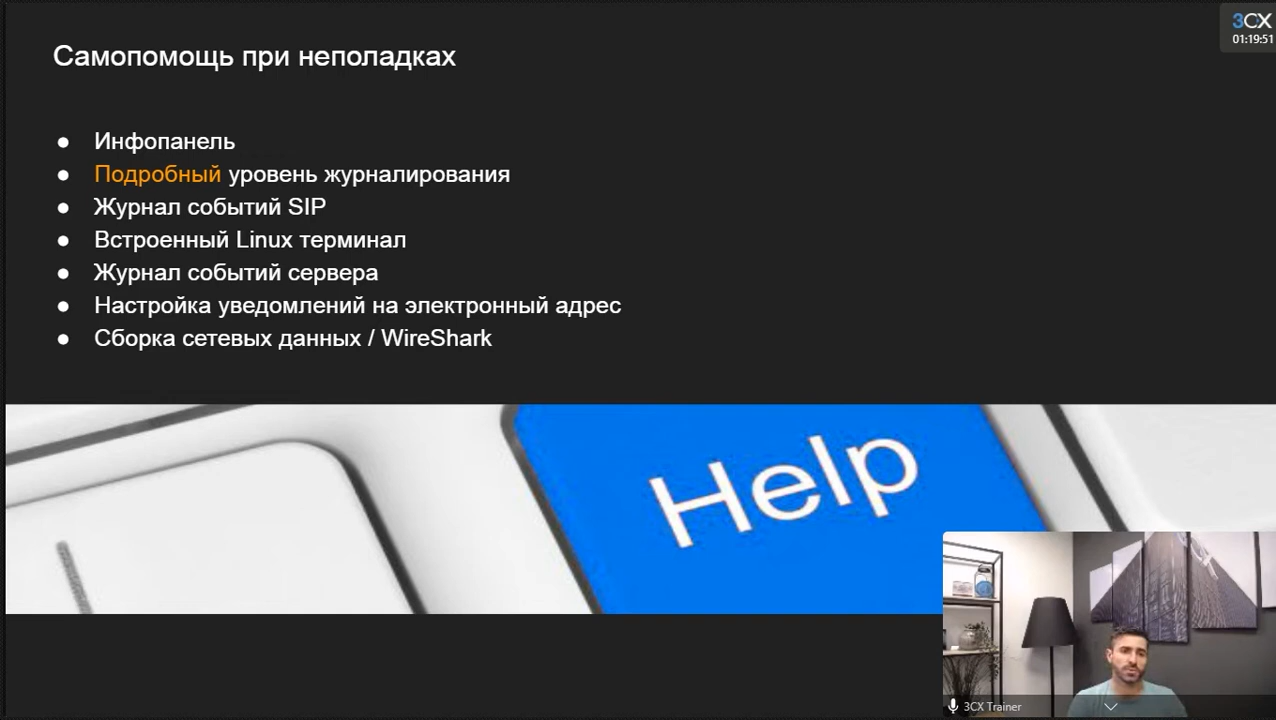 3CX
01:19:51
Самопомощь при неполадках
● Инфопанель
● Подробный уровень журналирования
● Журнал событий SIP
● Встроенный Linux терминал
● Журнал событий сервера
● Настройка уведомлений на электронный адрес
● Сборка сетевых данных / WireShark
Help
3CX Trainer